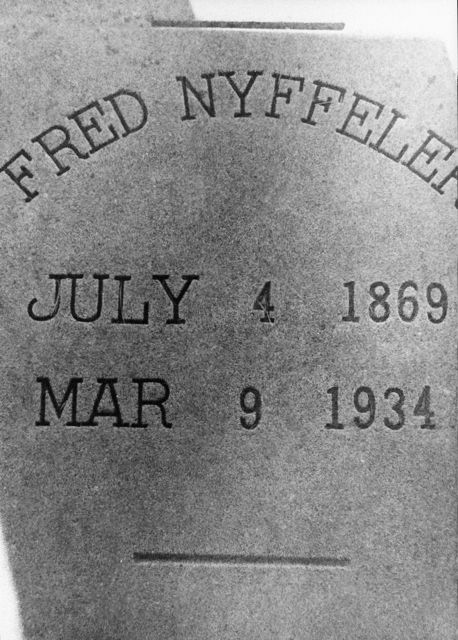 FRED NYFFELER
JULY 4 1869
MAR 9 1934